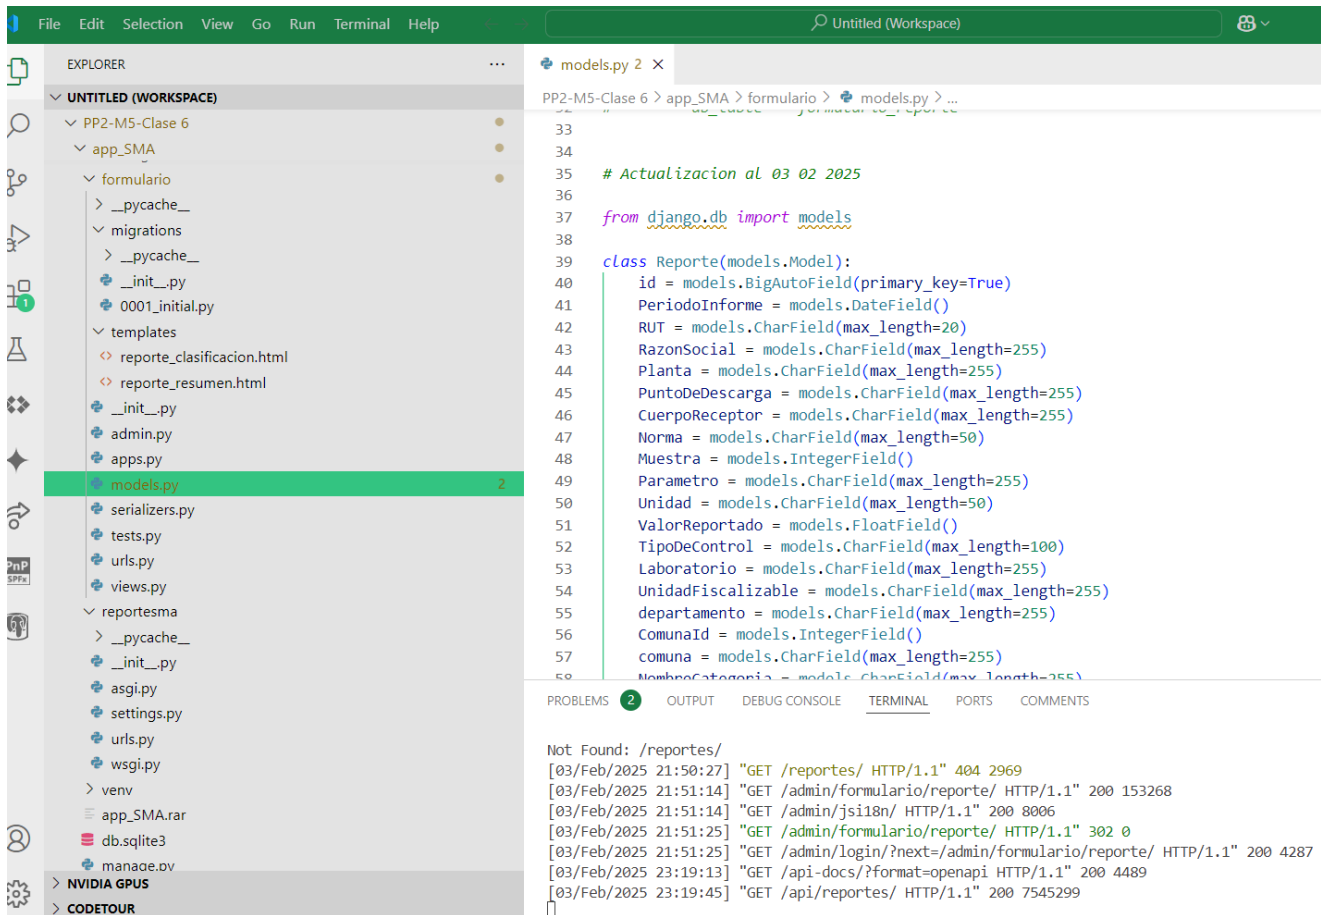 File Edit Selection View Go Run Terminal Help
Untitled (Workspace)
EXPLORER
...
UNTITLED (WORKSPACE)
PP2-M5-Clase 6
app_SMA
formulario
__pycache__
migrations
__pycache__
__init__.py
0001_initial.py
templates
reporte_clasificacion.html
reporte_resumen.html
__init__.py
admin.py
apps.py
models.py 2
serializers.py
tests.py
urls.py
views.py
reportesma
__pycache__
__init__.py
asgi.py
settings.py
urls.py
wsgi.py
venv
app_SMA.rar
db.sqlite3
manage.py
NVIDIA GPUS
CODETOUR
1
PnP
SPFx
models.py 2
PP2-M5-Clase 6 > app_SMA > formulario > models.py > ...
32 # db_table formulario_reporte
33
34
35 # Actualizacion al 03 02 2025
36
37 from django.db import models
38
39 class Reporte(models.Model):
40 id = models.BigAutoField(primary_key=True)
41 PeriodoInforme = models.DateField()
42 RUT = models.CharField(max_length=20)
43 RazonSocial = models.CharField(max_length=255)
44 Planta = models.CharField(max_length=255)
45 PuntoDeDescarga = models.CharField(max_length=255)
46 CuerpoReceptor = models.CharField(max_length=255)
47 Norma = models.CharField(max_length=50)
48 Muestra = models.IntegerField()
49 Parametro = models.CharField(max_length=255)
50 Unidad = models.CharField(max_length=50)
51 ValorReportado = models.FloatField()
52 TipoDeControl = models.CharField(max_length=100)
53 Laboratorio = models.CharField(max_length=255)
54 UnidadFiscalizable = models.CharField(max_length=255)
55 departamento = models.CharField(max_length=255)
56 ComunaId = models.IntegerField()
57 comuna = models.CharField(max_length=255)
58 NombreCategoria = models.CharField(max_length=255)
PROBLEMS 2 OUTPUT DEBUG CONSOLE TERMINAL PORTS COMMENTS
Not Found: /reportes/
[03/Feb/2025 21:50:27] "GET /reportes/ HTTP/1.1" 404 2969
[03/Feb/2025 21:51:14] "GET /admin/formulario/reporte/ HTTP/1.1" 200 153268
[03/Feb/2025 21:51:14] "GET /admin/jsi18n/ HTTP/1.1" 200 8006
[03/Feb/2025 21:51:25] "GET /admin/formulario/reporte/ HTTP/1.1" 302 0
[03/Feb/2025 21:51:25] "GET /admin/login/?next=/admin/formulario/reporte/ HTTP/1.1" 200 4287
[03/Feb/2025 23:19:13] "GET /api-docs/?format=openapi HTTP/1.1" 200 4489
[03/Feb/2025 23:19:45] "GET /api/reportes/ HTTP/1.1" 200 7545299